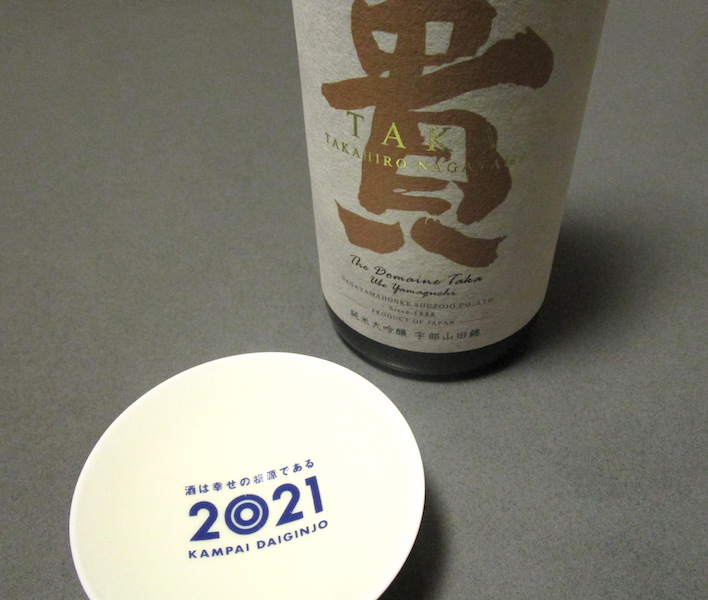 貴
TAKA
TAKAHIRO NAGAYAMA
The Domaine Taka
Ube Yamaguchi
NAGAYAMAHONKE SHUZOJO CO., LTD.
Since 1888
PRODUCT OF JAPAN
純米大吟醸 宇部山田錦
酒は幸せの根源である
2021
KAMPAI DAIGINJO